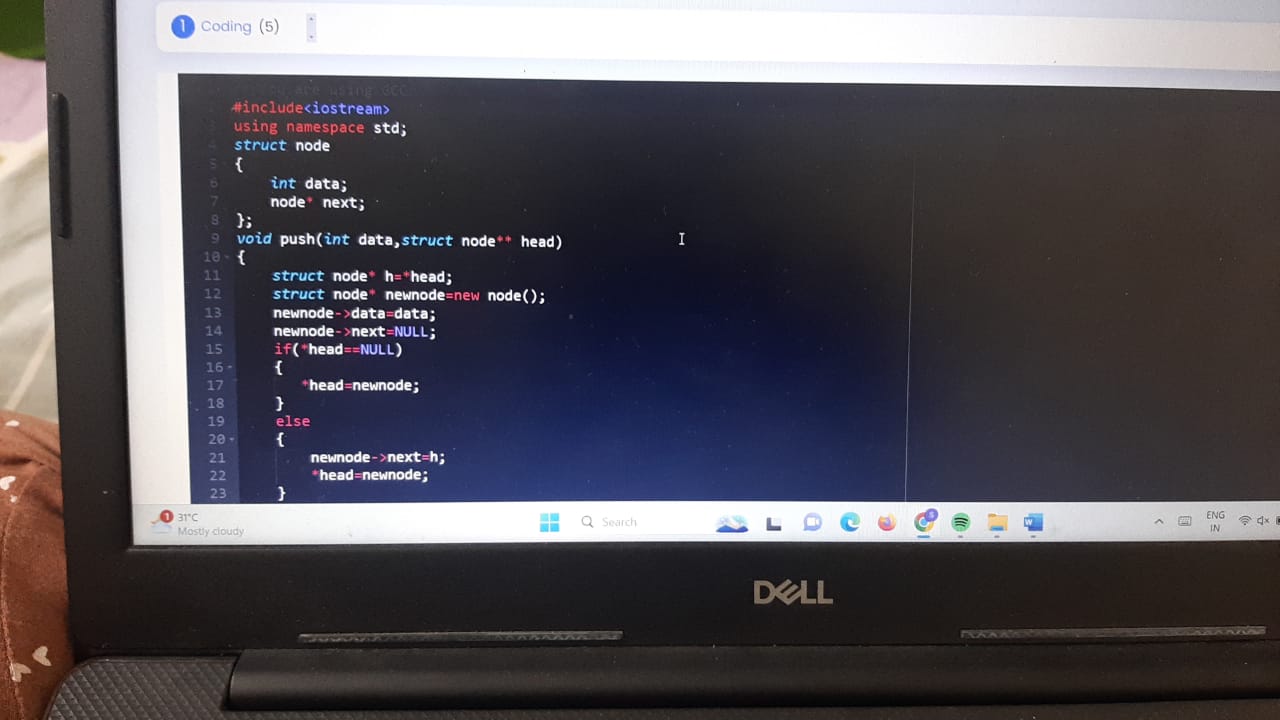 1 Coding (5)
You are using GCC
#include<iostream>
3 using namespace std;
4 struct node
5 {
6 int data;
7 node* next;
8 };
9 void push(int data,struct node** head)
10 {
11 struct node* h=*head;
12 struct node* newnode=new node();
13 newnode->data=data;
14 newnode->next=NULL;
15 if(*head==NULL)
16 {
17 *head=newnode;
18 }
19 else
20 {
21 newnode->next=h;
22 *head=newnode;
23 }
1 31°C
Mostly cloudy
Search
5
W
ENG
IN
DELL